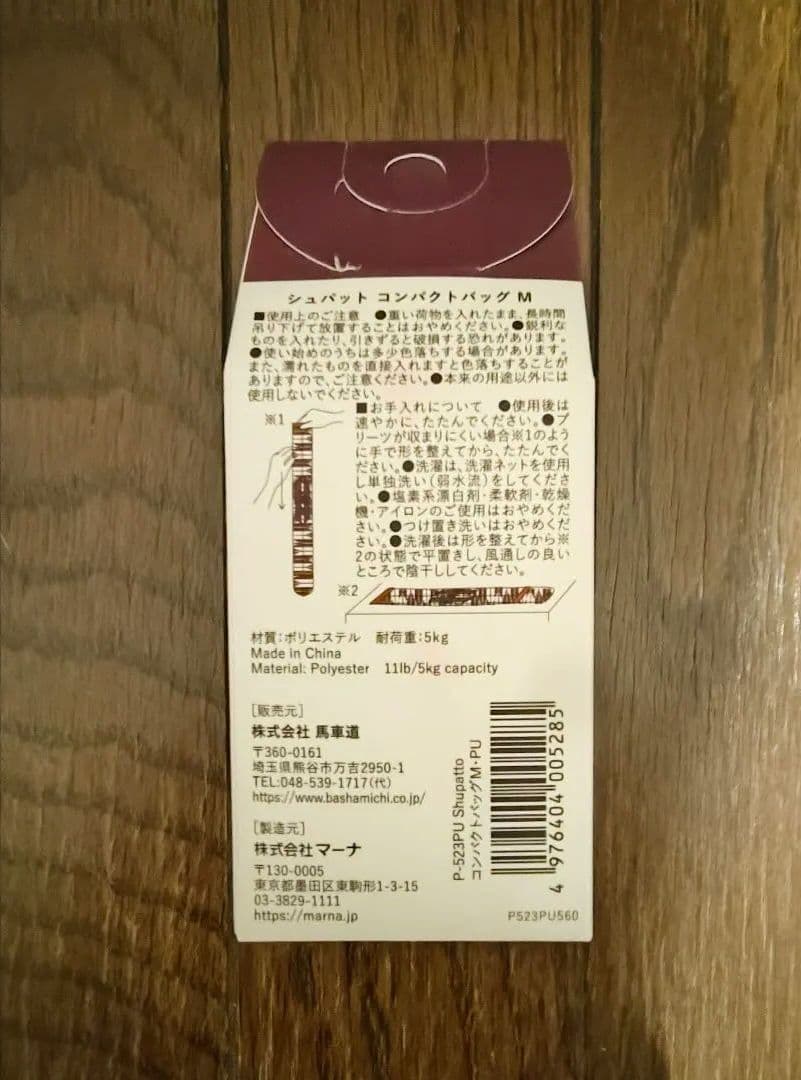 シュパット コンパクトバッグ M
■使用上のご注意 ●重い荷物を入れたまま、長時間
吊り下げて放置することはおやめください。●鋭利な
ものを入れたり、引きずると破損する恐れがあります。
●使い始めのうちは多少色落ちする場合があります。
また、濡れたものを直接入れますと色落ちすることが
ありますので、ご注意ください。●本来の用途以外には
使用しないでください。
※1
■お手入れについて ●使用後は
速やかに、たたんでください。●プ
リーツが収まりにくい場合※1のよう
に手で形を整えてから、たたんでく
ださい。●洗濯は、洗濯ネットを使用
し単独洗い（弱水流）をしてくださ
い。●塩素系漂白剤・柔軟剤・乾燥
機・アイロンのご使用はおやめくだ
さい。●つけ置き洗いはおやめくだ
さい。●洗濯後は形を整えてから※
2の状態で平置きし、風通しの良い
ところで陰干ししてください。
※2
材質：ポリエステル 耐荷重：5kg
Made in China
Material: Polyester 11lb/5kg capacity
［販売元］
株式会社 馬車道
〒360-0161
埼玉県熊谷市万吉2950-1
TEL:048-539-1717（代）
https://www.bashamichi.co.jp/
［製造元］
株式会社マーナ
〒130-0005
東京都墨田区東駒形1-3-15
03-3829-1111
https://marna.jp
P-523PU Shupatto
コンパクトバッグM・PU
4 976404 005285
P523PU560